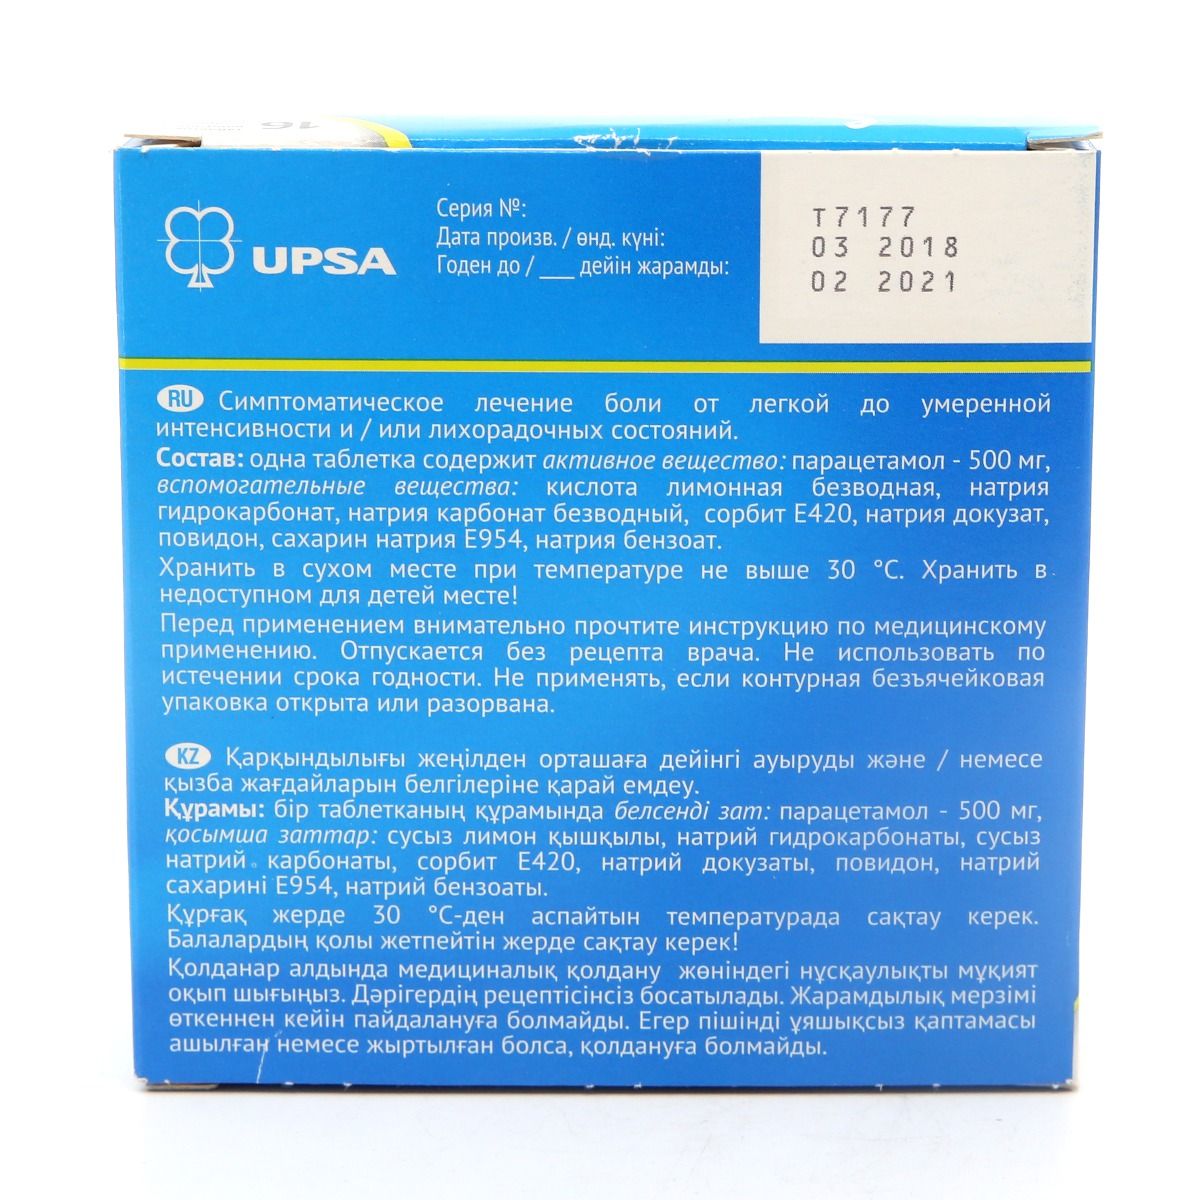 16
UPSA
Серия №:
Дата произв. / өнд. күні:
Годен до / ___ дейін жарамды:
T7177
03 2018
02 2021
RU Симптоматическое лечение боли от легкой до умеренной
интенсивности и / или лихорадочных состояний.
Состав: одна таблетка содержит активное вещество: парацетамол - 500 мг,
вспомогательные вещества: кислота лимонная безводная, натрия
гидрокарбонат, натрия карбонат безводный, сорбит Е420, натрия докузат,
повидон, сахарин натрия Е954, натрия бензоат.
Хранить в сухом месте при температуре не выше 30 °С. Хранить в
недоступном для детей месте!
Перед применением внимательно прочтите инструкцию по медицинскому
применению. Отпускается без рецепта врача. Не использовать по
истечении срока годности. Не применять, если контурная безъячейковая
упаковка открыта или разорвана.
KZ Қарқындылығы жеңілден орташаға дейінгі ауыруды және / немесе
қызба жағдайларын белгілеріне қарай емдеу.
Құрамы: бір таблетканың құрамында белсенді зат: парацетамол - 500 мг,
қосымша заттар: сусыз лимон қышқылы, натрий гидрокарбонаты, сусыз
натрий карбонаты, сорбит Е420, натрий докузаты, повидон, натрий
сахарині Е954, натрий бензоаты.
Құрғақ жерде 30 °С-ден аспайтын температурада сақтау керек.
Балалардың қолы жетпейтін жерде сақтау керек!
Қолданар алдында медициналық қолдану жөніндегі нұсқаулықты мұқият
оқып шығыңыз. Дәрігердің рецептісінсіз босатылады. Жарамдылық мерзімі
өткеннен кейін пайдалануға болмайды. Егер пішінді ұяшықсыз қаптамасы
ашылған немесе жыртылған болса, қолдануға болмайды.